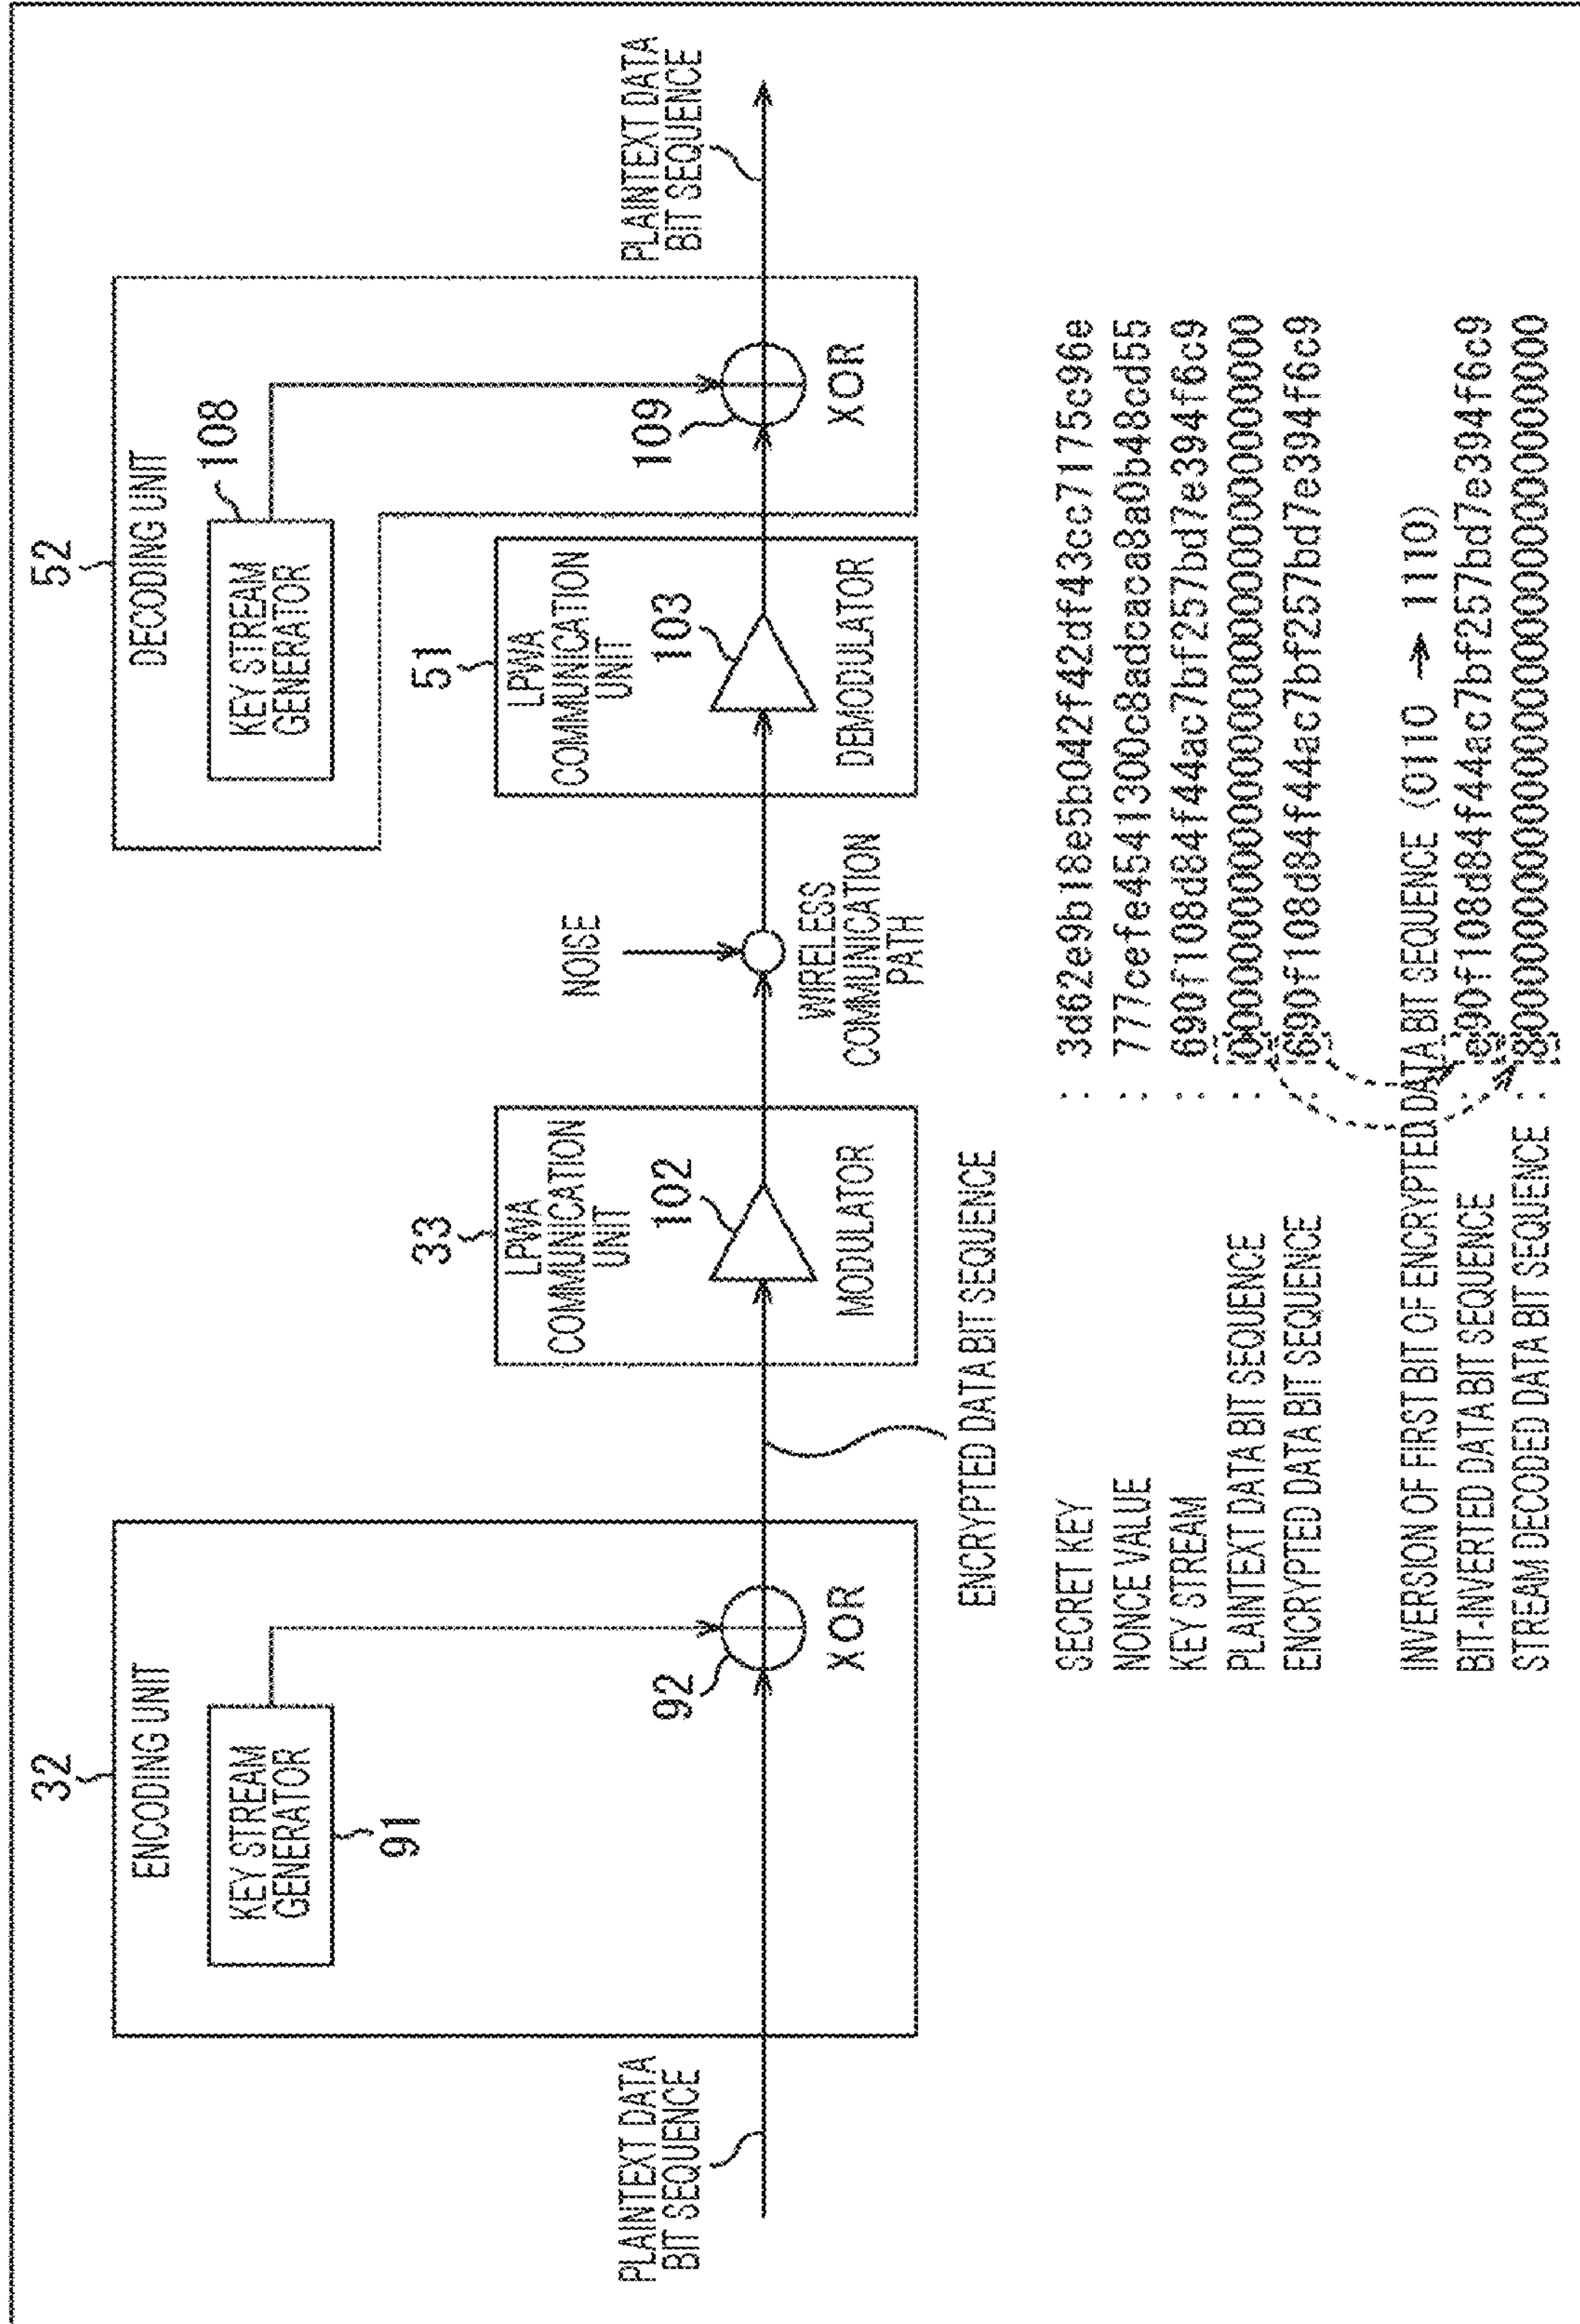 32
ENCODING UNIT
KEY STREAM
GENERATOR
91
92
XOR
PLAINTEXT DATA
BIT SEQUENCE
33
LPWA
COMMUNICATION
UNIT
102
MODULATOR
ENCRYPTED DATA BIT SEQUENCE
NOISE
WIRELESS
COMMUNICATION
PATH
52
DECODING UNIT
KEY STREAM
GENERATOR
108
51
LPWA
COMMUNICATION
UNIT
103
DEMODULATOR
109
XOR
PLAINTEXT DATA
BIT SEQUENCE
SECRET KEY : 3d62e9b18e5b042f42df43cc7175c96e
NONCE VALUE : 777cefe4541300c8adcaca8a0b48cd55
KEY STREAM : 690f108d84f44ac7bf257bd7e394f6c9
PLAINTEXT DATA BIT SEQUENCE : 00000000000000000000000000000000
ENCRYPTED DATA BIT SEQUENCE : 690f108d84f44ac7bf257bd7e394f6c9
INVERSION OF FIRST BIT OF ENCRYPTED DATA BIT SEQUENCE (0110 → 1110)
BIT-INVERTED DATA BIT SEQUENCE : e90f108d84f44ac7bf257bd7e394f6c9
STREAM DECODED DATA BIT SEQUENCE : 80000000000000000000000000000000